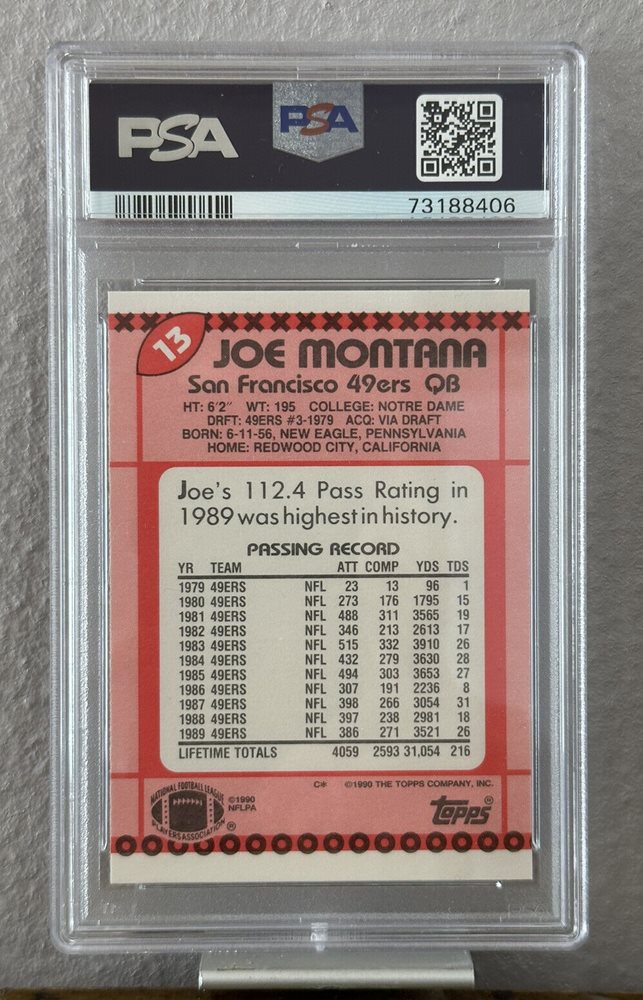 PSA
PSA
73188406
13
JOE MONTANA
San Francisco 49ers QB
HT: 6'2" WT: 195 COLLEGE: NOTRE DAME
DRFT: 49ERS #3-1979 ACQ: VIA DRAFT
BORN: 6-11-56, NEW EAGLE, PENNSYLVANIA
HOME: REDWOOD CITY, CALIFORNIA
Joe's 112.4 Pass Rating in
1989 was highest in history.
PASSING RECORD
YR TEAM ATT COMP YDS TDS
1979 49ERS NFL 23 13 96 1
1980 49ERS NFL 273 176 1795 15
1981 49ERS NFL 488 311 3565 19
1982 49ERS NFL 346 213 2613 17
1983 49ERS NFL 515 332 3910 26
1984 49ERS NFL 432 279 3630 28
1985 49ERS NFL 494 303 3653 27
1986 49ERS NFL 307 191 2236 8
1987 49ERS NFL 398 266 3054 31
1988 49ERS NFL 397 238 2981 18
1989 49ERS NFL 386 271 3521 26
LIFETIME TOTALS 4059 2593 31,054 216
C* ©1990 THE TOPPS COMPANY, INC.
NATIONAL FOOTBALL LEAGUE
PLAYERS ASSOCIATION ®
©1990
NFLPA
Topps ®